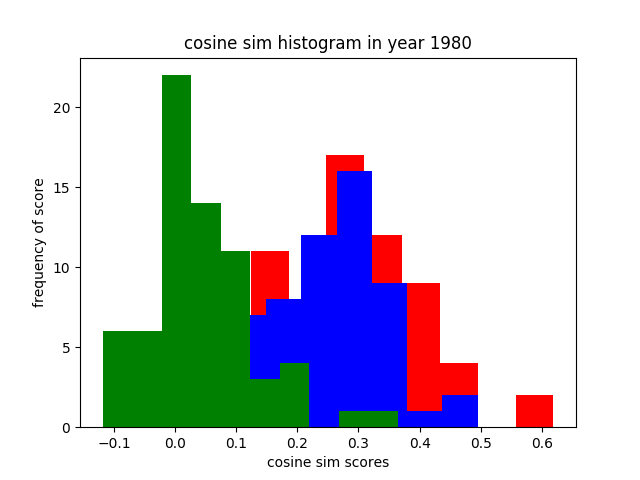 cosine sim histogram in year 1980
frequency of score
20
15
10
5
0
−0.1 0.0 0.1 0.2 0.3 0.4 0.5 0.6
cosine sim scores